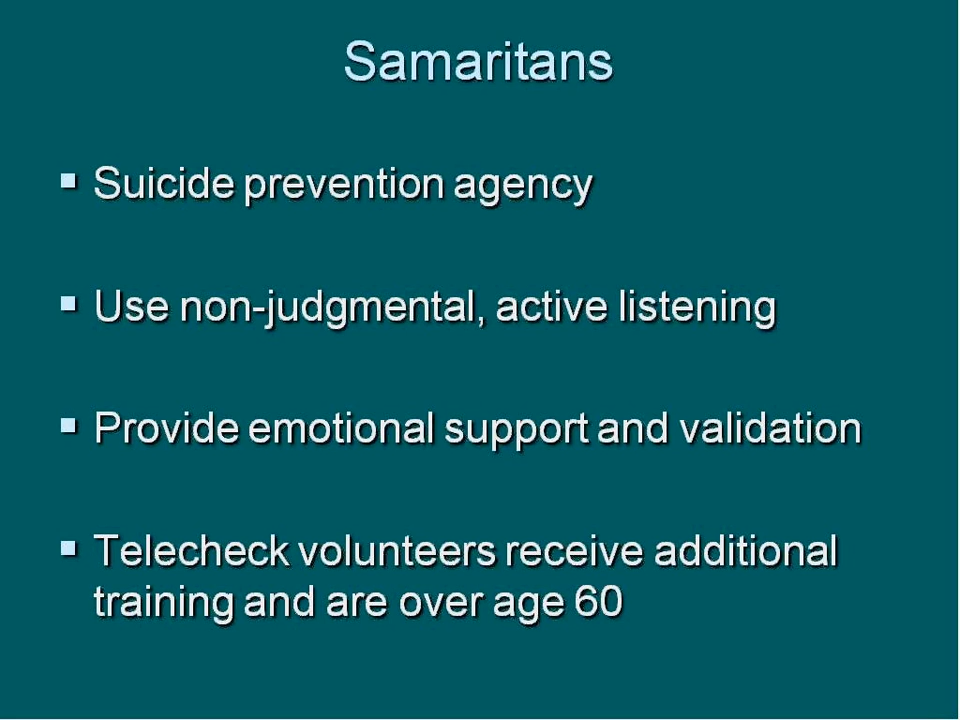 Samaritans
▪ Suicide prevention agency
▪ Use non-judgmental, active listening
▪ Provide emotional support and validation
▪ Telecheck volunteers receive additional
training and are over age 60